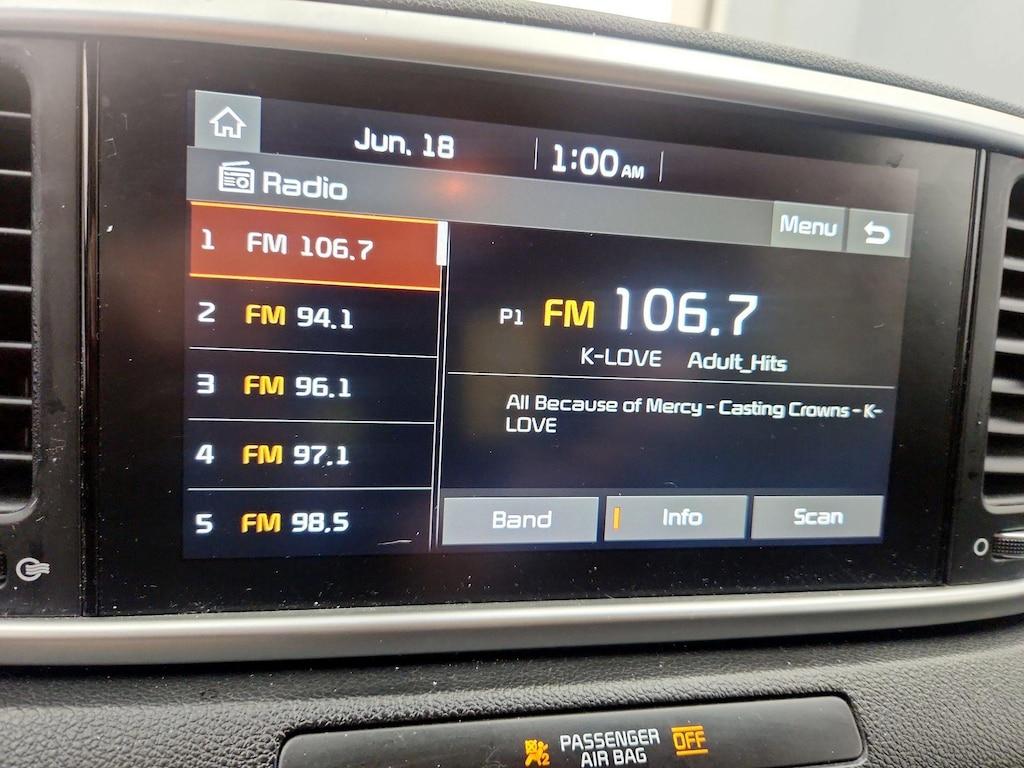 Jun. 18
1:00 AM
Radio
Menu
1 FM 106.7
2 FM 94.1
3 FM 96.1
4 FM 97.1
5 FM 98.5
P1 FM 106.7
K-LOVE Adult_Hits
All Because of Mercy - Casting Crowns - K-
LOVE
Band
Info
Scan
PASSENGER
AIR BAG
OFF
2